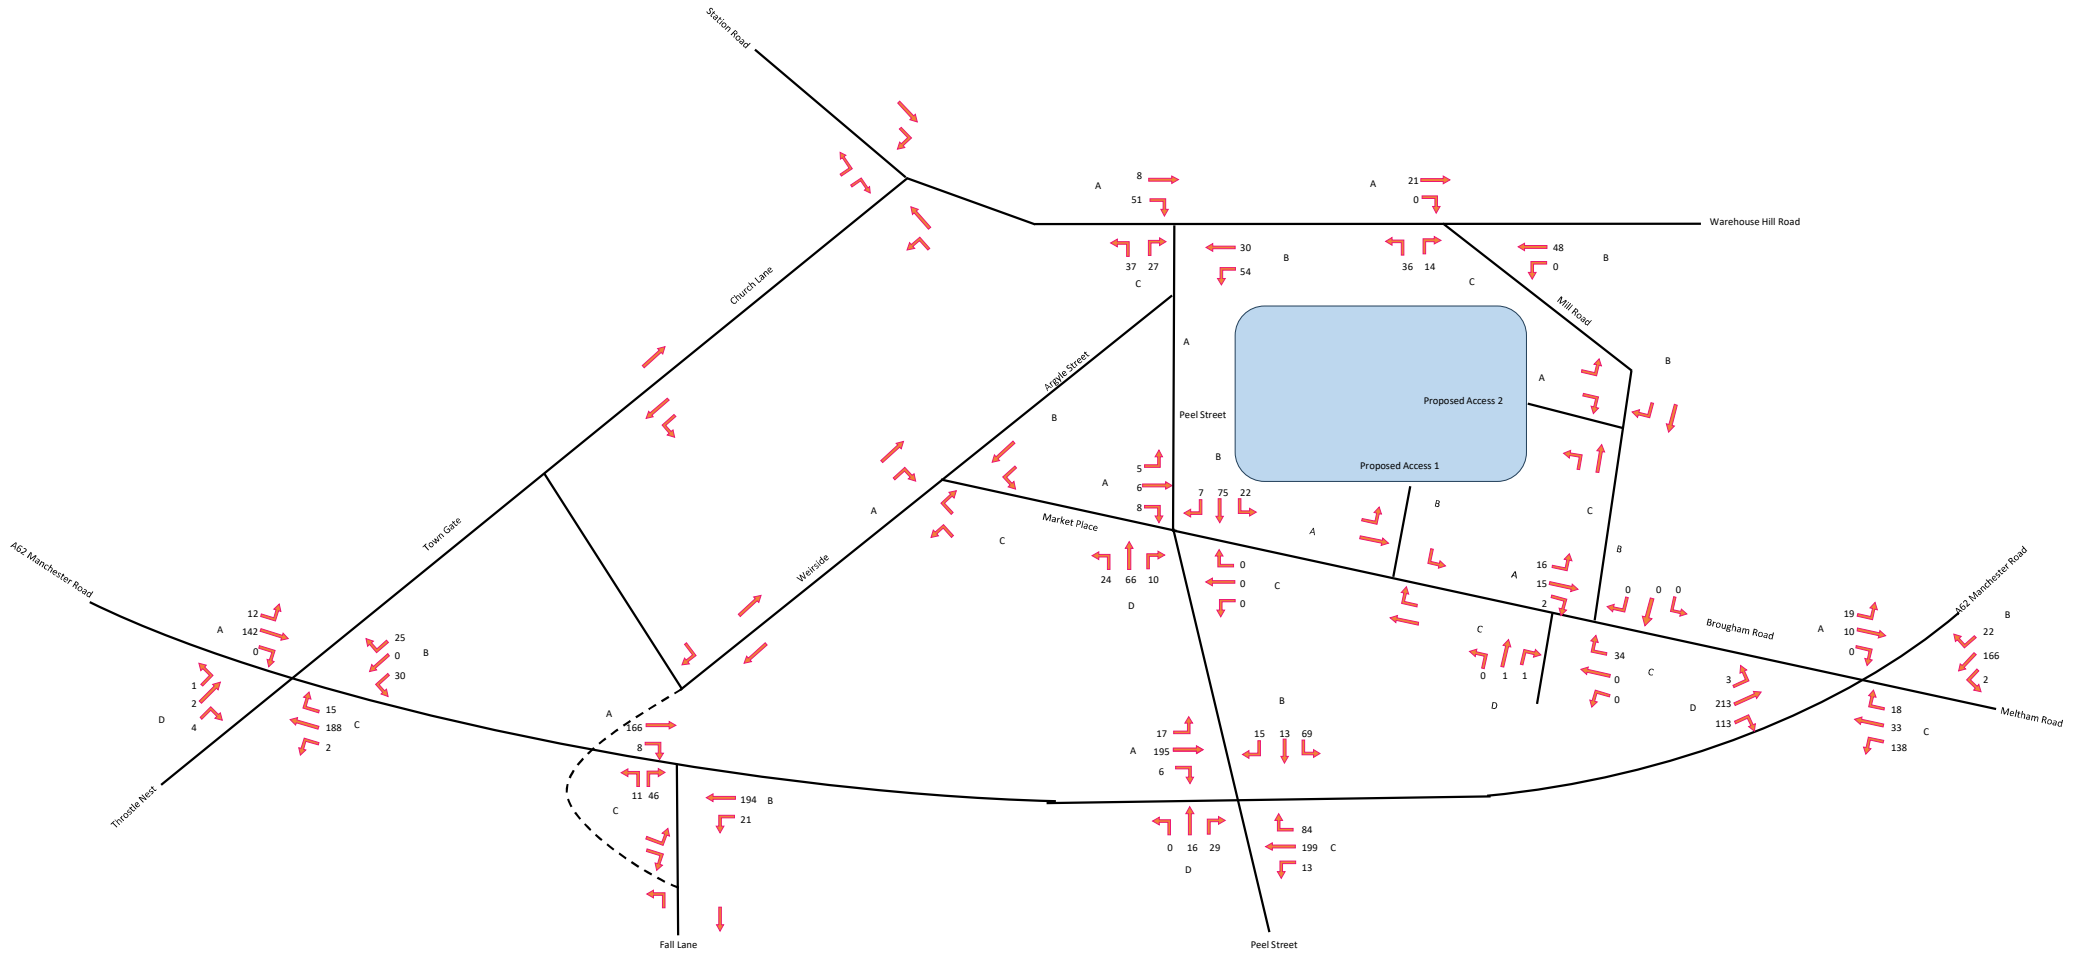 Station Road
8
A
51
A
21
0
Warehouse Hill Road
37
27
C
30
54
B
36
14
C
48
0
B
Church Lane
Mill Road
A
Argyle Street
B
A
B
Peel Street
Proposed Access 2
Proposed Access 1
A
5
6
8
B
7
75
22
B
C
A
Market Place
C
24
66
10
D
0
0
0
C
A
B
A
16
15
2
0
0
0
C
0
1
1
D
34
0
0
C
Brougham Road
Town Gate
Weirside
A62 Manchester Road
A62 Manchester Road
Meltham Road
A
12
142
0
25
0
30
B
1
2
4
D
15
188
2
C
Throstle Nest
A
166
8
11
46
C
194
B
21
Fall Lane
A
17
195
6
B
15
13
69
0
16
29
D
84
199
13
C
Peel Street
A
19
10
0
B
22
166
2
D
3
213
113
18
33
138
C